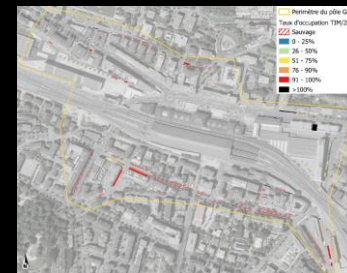 Périmètre du pôle G
Taux d'occupation TIM/2
Sauvage
0 - 25%
26 - 50%
51 - 75%
76 - 90%
91 - 100%
>100%